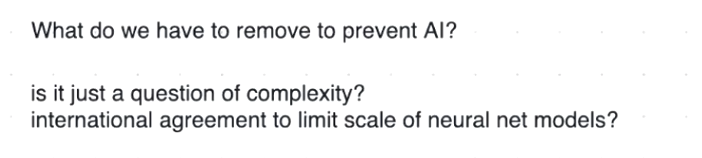 What do we have to remove to prevent AI?
is it just a question of complexity?
international agreement to limit scale of neural net models?